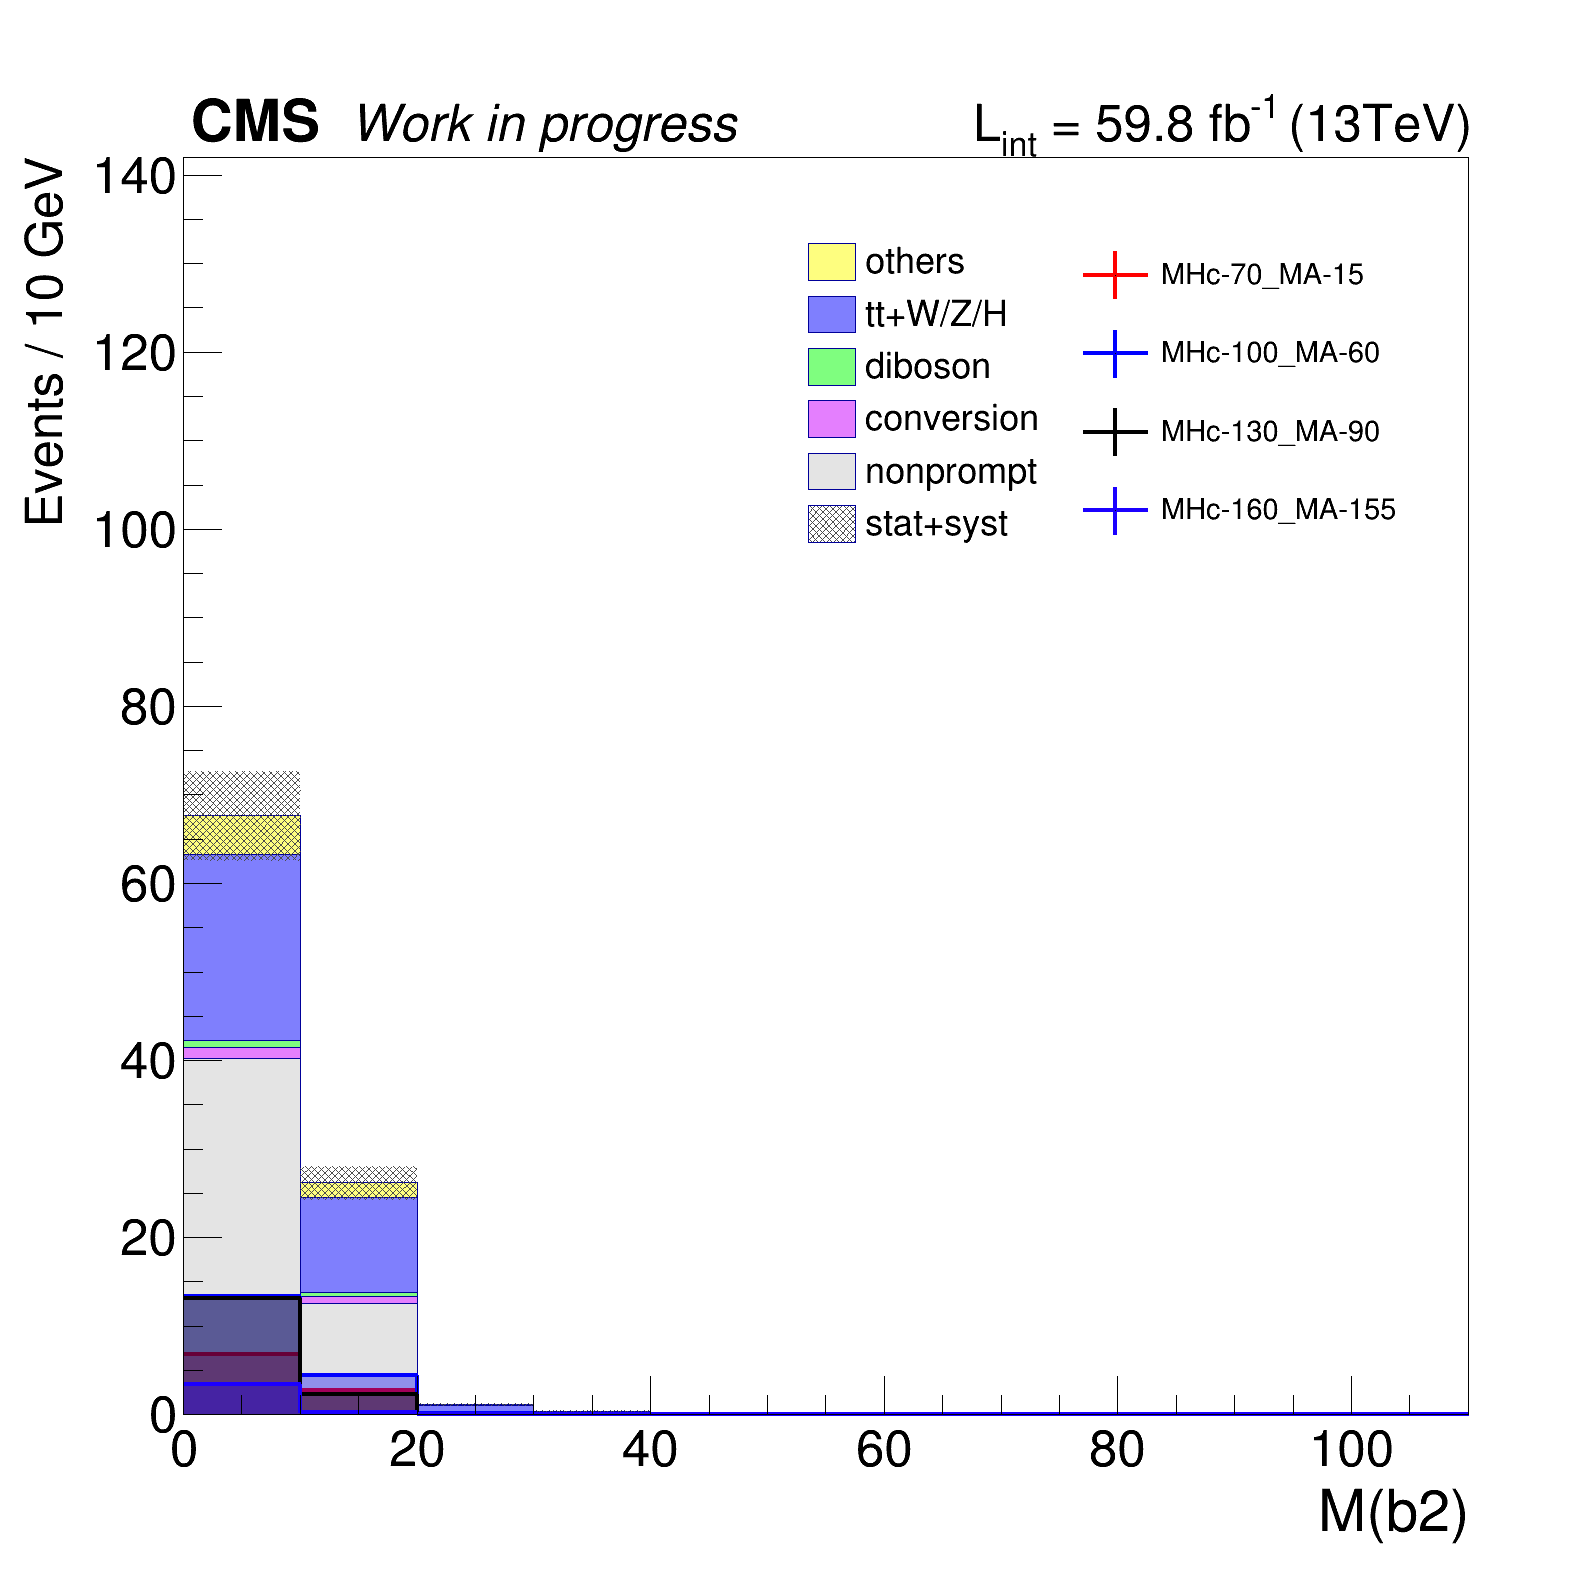 CMS Work in progress
L_int = 59.8 fb^-1 (13TeV)
Events / 10 GeV
140
120
100
80
60
40
20
0
others
tt+W/Z/H
diboson
conversion
nonprompt
stat+syst
MHc-70_MA-15
MHc-100_MA-60
MHc-130_MA-90
MHc-160_MA-155
0 20 40 60 80 100
M(b2)